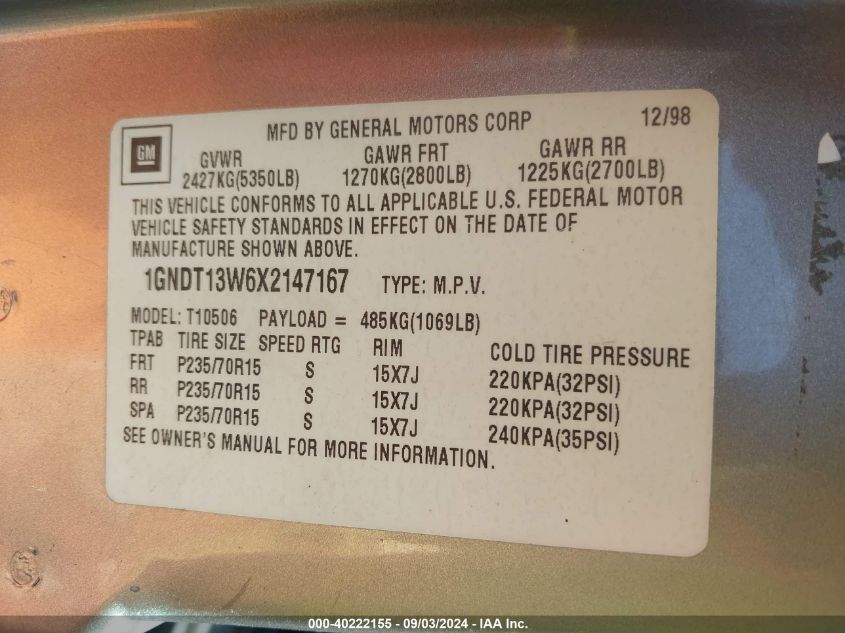 MFD BY GENERAL MOTORS CORP 12/98
GM
GVWR GAWR FRT GAWR RR
2427KG(5350LB) 1270KG(2800LB) 1225KG(2700LB)
THIS VEHICLE CONFORMS TO ALL APPLICABLE U.S. FEDERAL MOTOR
VEHICLE SAFETY STANDARDS IN EFFECT ON THE DATE OF
MANUFACTURE SHOWN ABOVE.
1GNDT13W6X2147167 TYPE: M.P.V.
MODEL: T10506 PAYLOAD = 485KG(1069LB)
TPAB TIRE SIZE SPEED RTG RIM COLD TIRE PRESSURE
FRT P235/70R15 S 15X7J 220KPA(32PSI)
RR P235/70R15 S 15X7J 220KPA(32PSI)
SPA P235/70R15 S 15X7J 240KPA(35PSI)
SEE OWNER'S MANUAL FOR MORE INFORMATION.
000-40222155 - 09/03/2024 - IAA Inc.